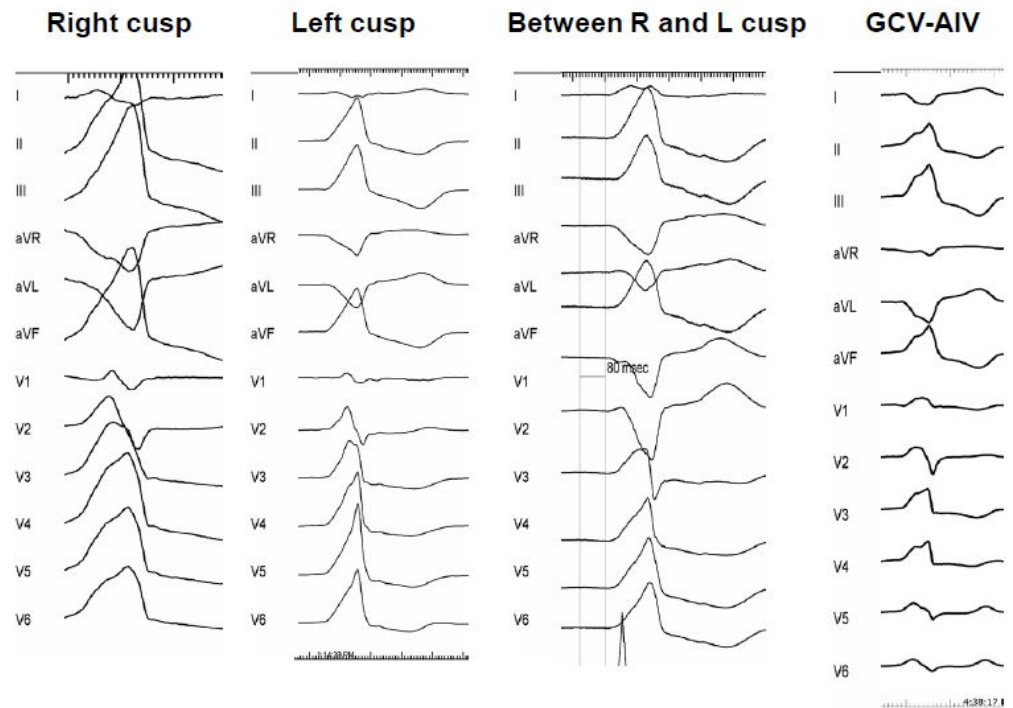 Right cusp
I
II
III
aVR
aVL
aVF
V1
V2
V3
V4
V5
V6
Left cusp
I
II
III
aVR
aVL
aVF
V1
V2
V3
V4
V5
V6
Between R and L cusp
I
II
III
aVR
aVL
aVF
V1
80 msec
V2
V3
V4
V5
V6
GCV-AIV
I
II
III
aVR
aVL
aVF
V1
V2
V3
V4
V5
V6
4:38:17